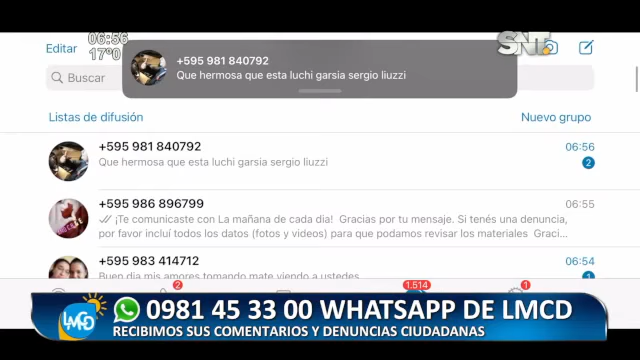 Editar
06:56
17°0
SNT
+595 981 840792
Que hermosa que esta luchi garsia sergio liuzzi
Buscar
Listas de difusión
Nuevo grupo
+595 981 840792
06:56
Que hermosa que esta luchi garsia sergio liuzzi
2
+595 986 896799
06:55
¡Te comunicaste con La mañana de cada dia! Gracias por tu mensaje. Si tenés una denuncia,
por favor incluí todos los datos (fotos y videos) para que podamos revisar los materiales Graci...
+595 983 414712
06:54
Buen dia mis amores tomando mate viendo a ustedes
1
2
1.514
1
LMCD
0981 45 33 00 WHATSAPP DE LMCD
RECIBIMOS SUS COMENTARIOS Y DENUNCIAS CIUDADANAS